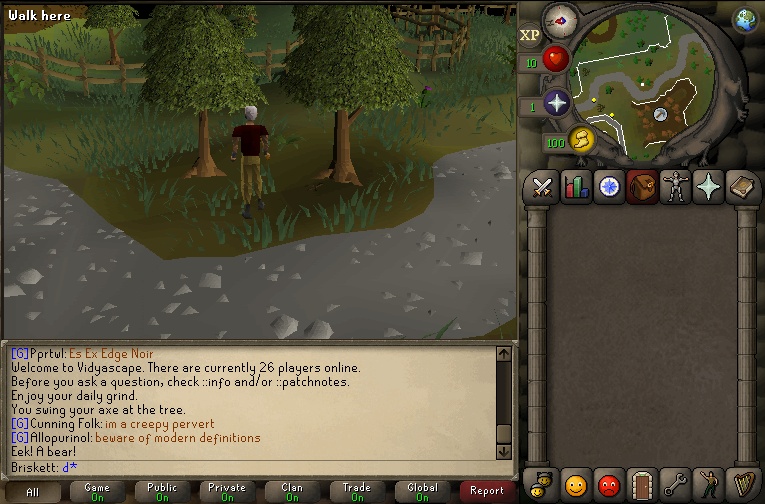 Walk here
XP
10
1
100
[G]Pprtwl: Es Ex Edge Noir
Welcome to Vidyascape. There are currently 26 players online.
Before you ask a question, check ::info and/or ::patchnotes.
Enjoy your daily grind.
You swing your axe at the tree.
[G]Cunning Folk: im a creepy pervert
[G]Allopurinol: beware of modern definitions
Eek! A bear!
Briskett: d*
All
Game
On
Public
On
Private
On
Clan
On
Trade
On
Global
On
Report